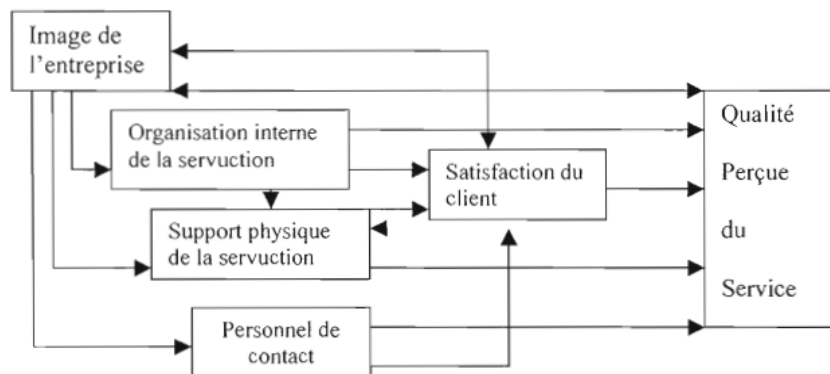 Image de
l'entreprise
Organisation interne
de la servuction
Support physique
de la servuction
Personnel de
contact
Satisfaction du
client
Qualité
Perçue
du
Service